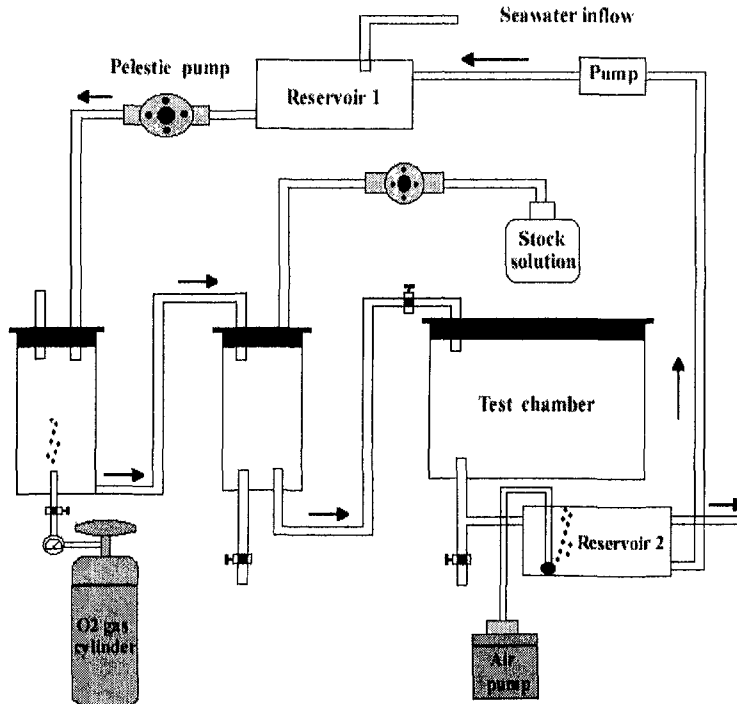 Seawater inflow
Pelestic pump
Reservoir 1
Pump
Stock
solution
Test chamber
Reservoir 2
O2 gas
cylinder
Air
pump